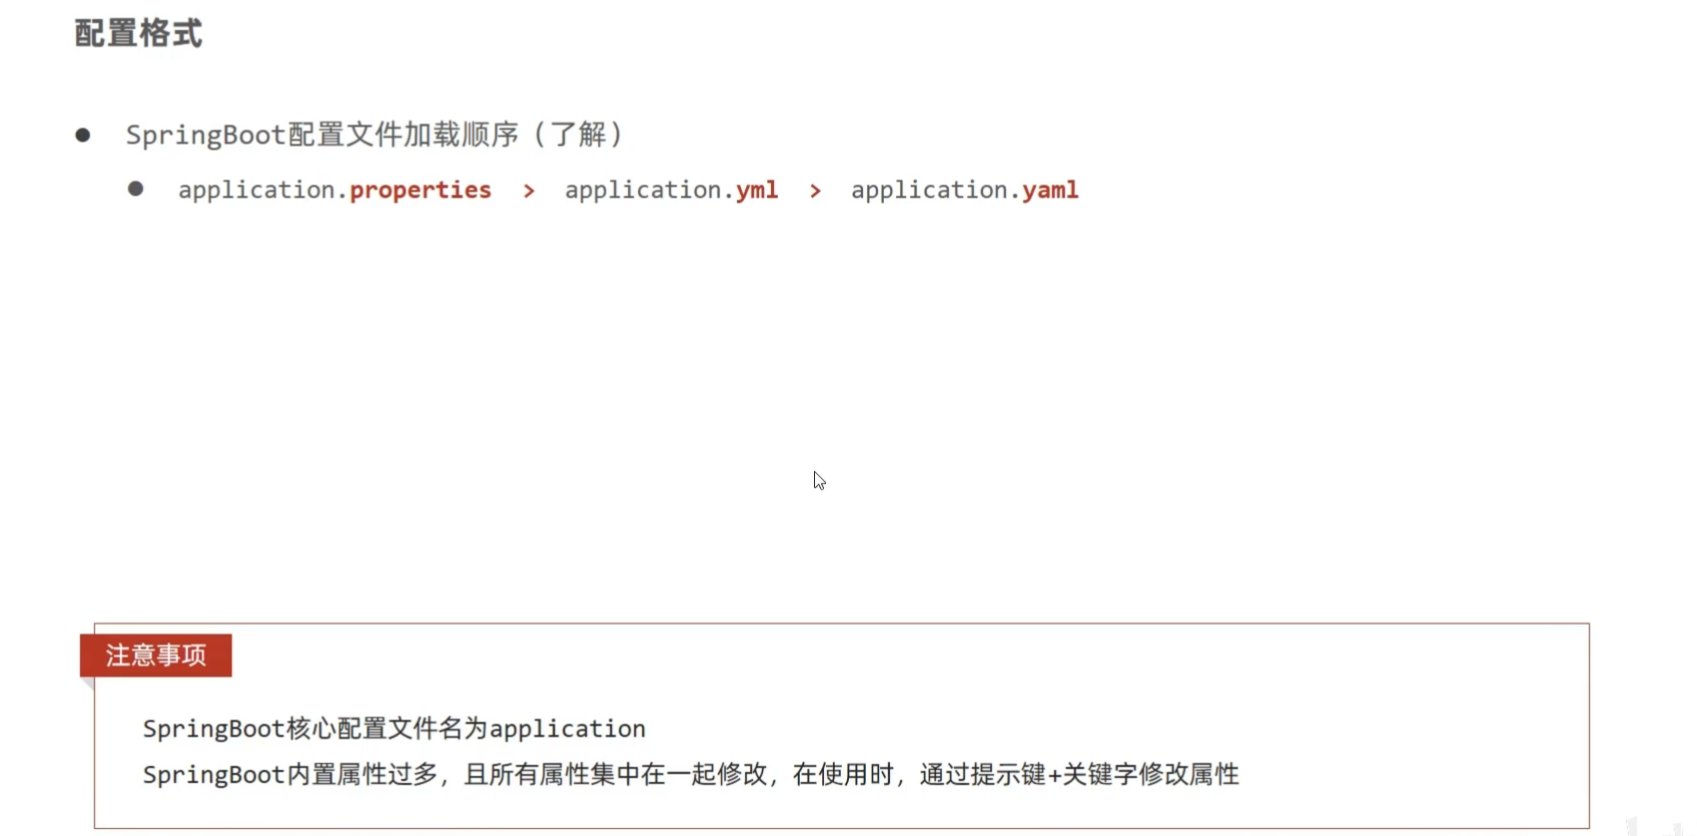 配置格式
SpringBoot配置文件加载顺序（了解）
application.properties > application.yml > application.yaml
注意事项
SpringBoot核心配置文件名为application
SpringBoot内置属性过多，且所有属性集中在一起修改，在使用时，通过提示键+关键字修改属性